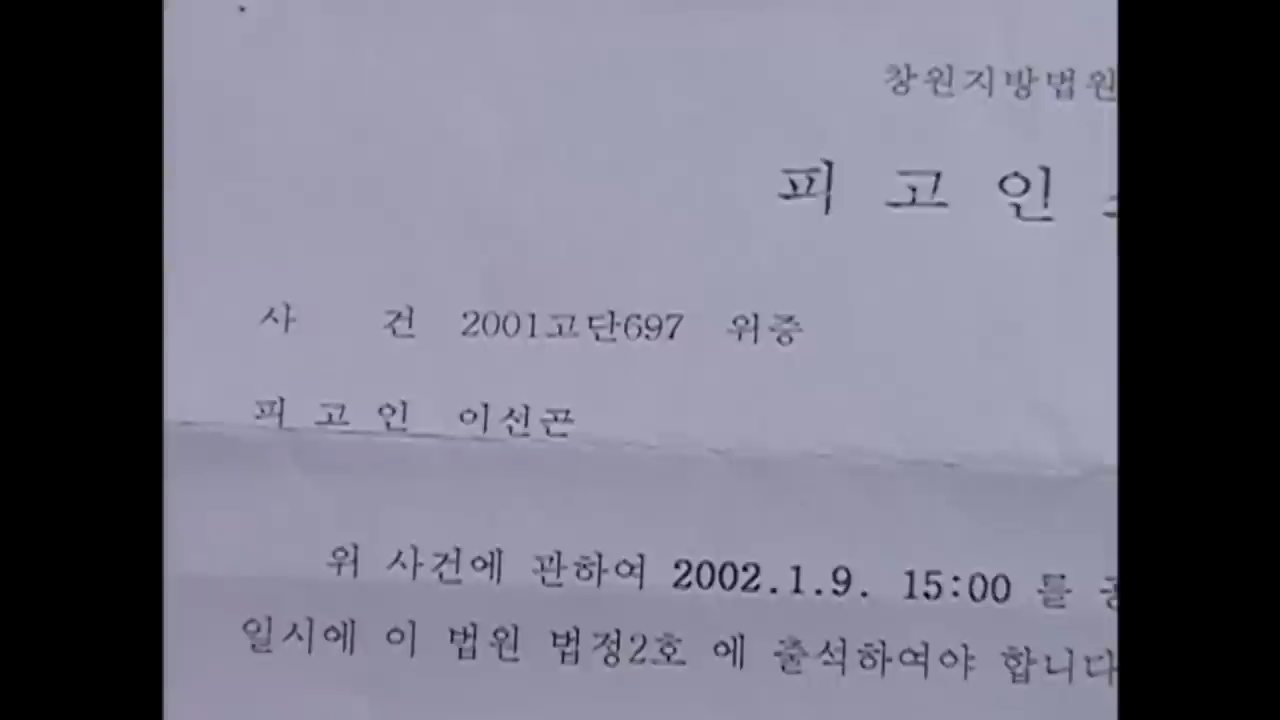 창원지방법원
피 고 인
사 건 2001고단697 위증
피 고 인 이신곤
위 사건에 관하여 2002.1.9. 15:00 를
일시에 이 법원 법정2호 에 출석하여야 합니다